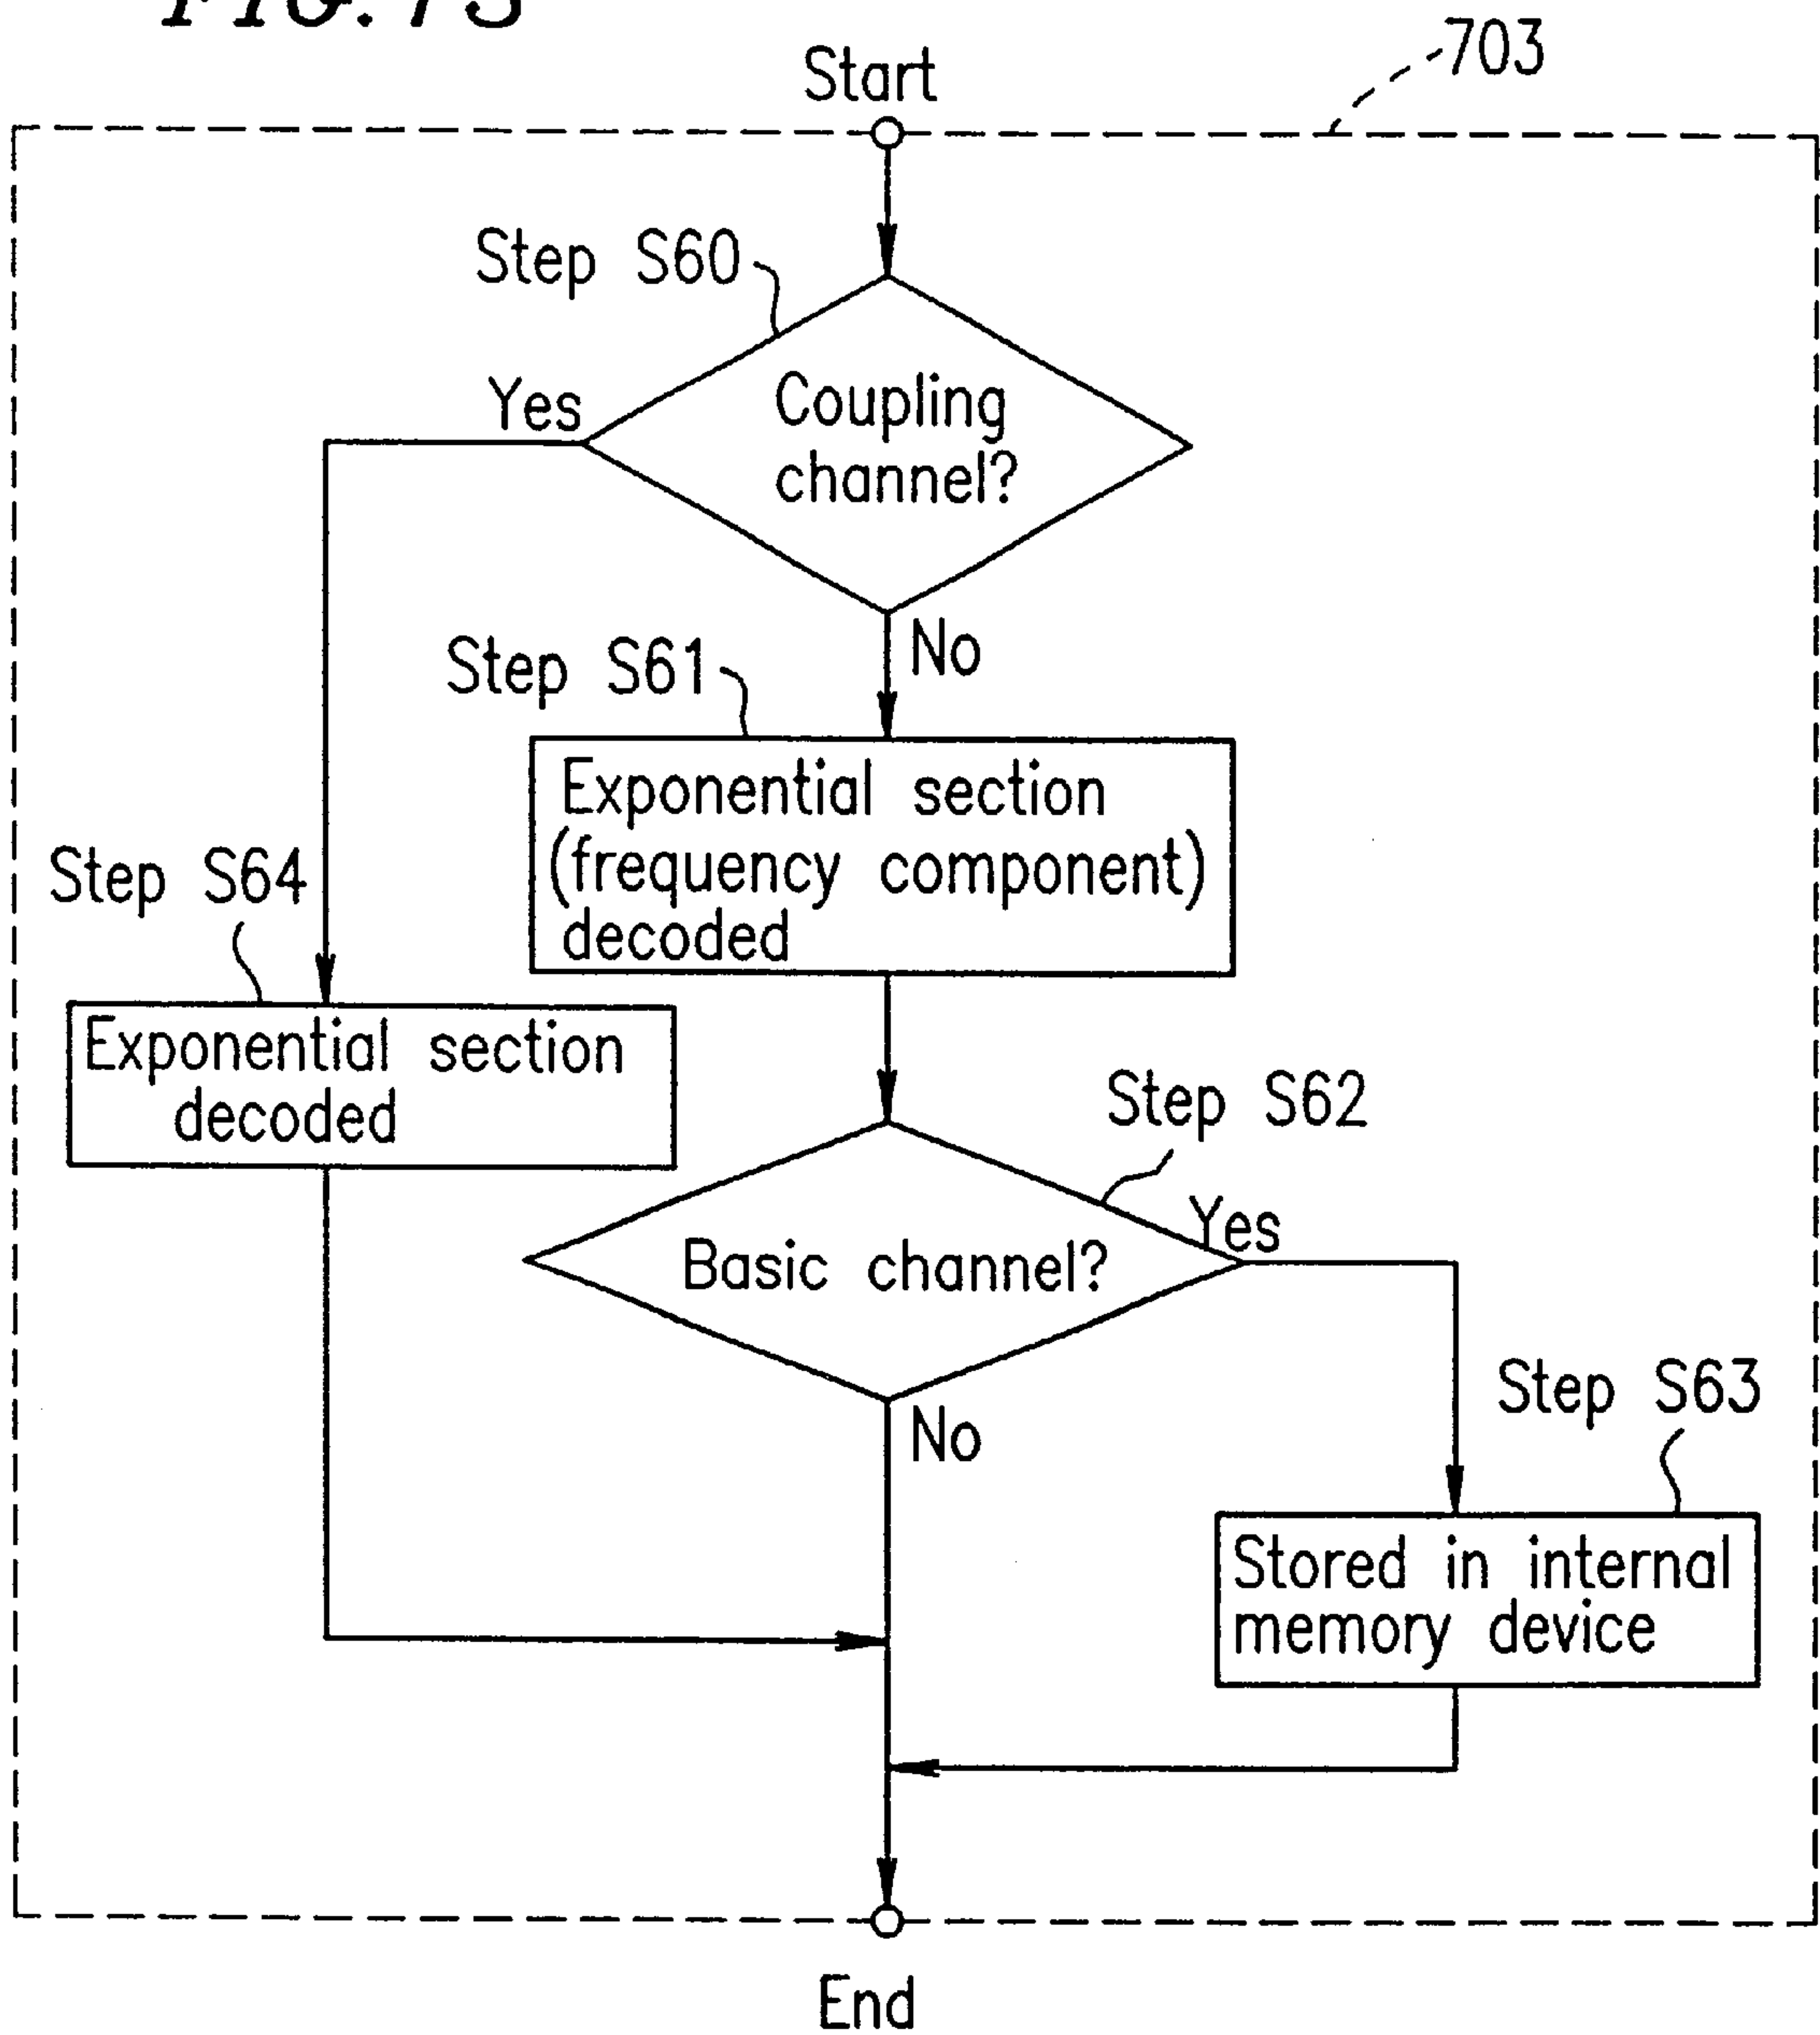 703
Start
Step S60
Yes
Coupling
channel?
No
Step S61
Exponential section
(frequency component)
decoded
Step S64
Exponential section
decoded
Step S62
Yes
Basic channel?
No
Step S63
Stored in internal
memory device
End